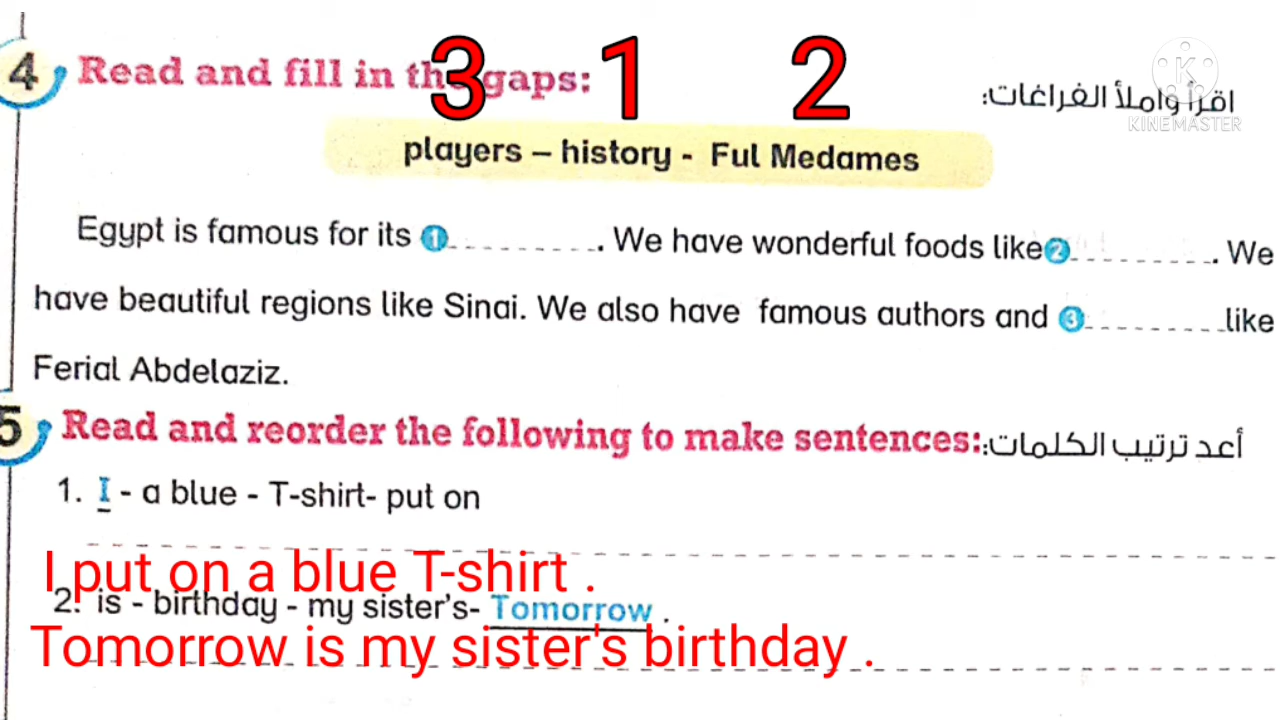 3 1 2
4 Read and fill in the gaps: اقرأ واملأ الفراغات:
KINEMASTER
players – history - Ful Medames
Egypt is famous for its 1 . We have wonderful foods like 2 . We
have beautiful regions like Sinai. We also have famous authors and 3 like
Ferial Abdelaziz.
5 Read and reorder the following to make sentences: أعد ترتيب الكلمات:
1. I - a blue - T-shirt- put on
I put on a blue T-shirt .
2. is - birthday - my sister's- Tomorrow .
Tomorrow is my sister's birthday .